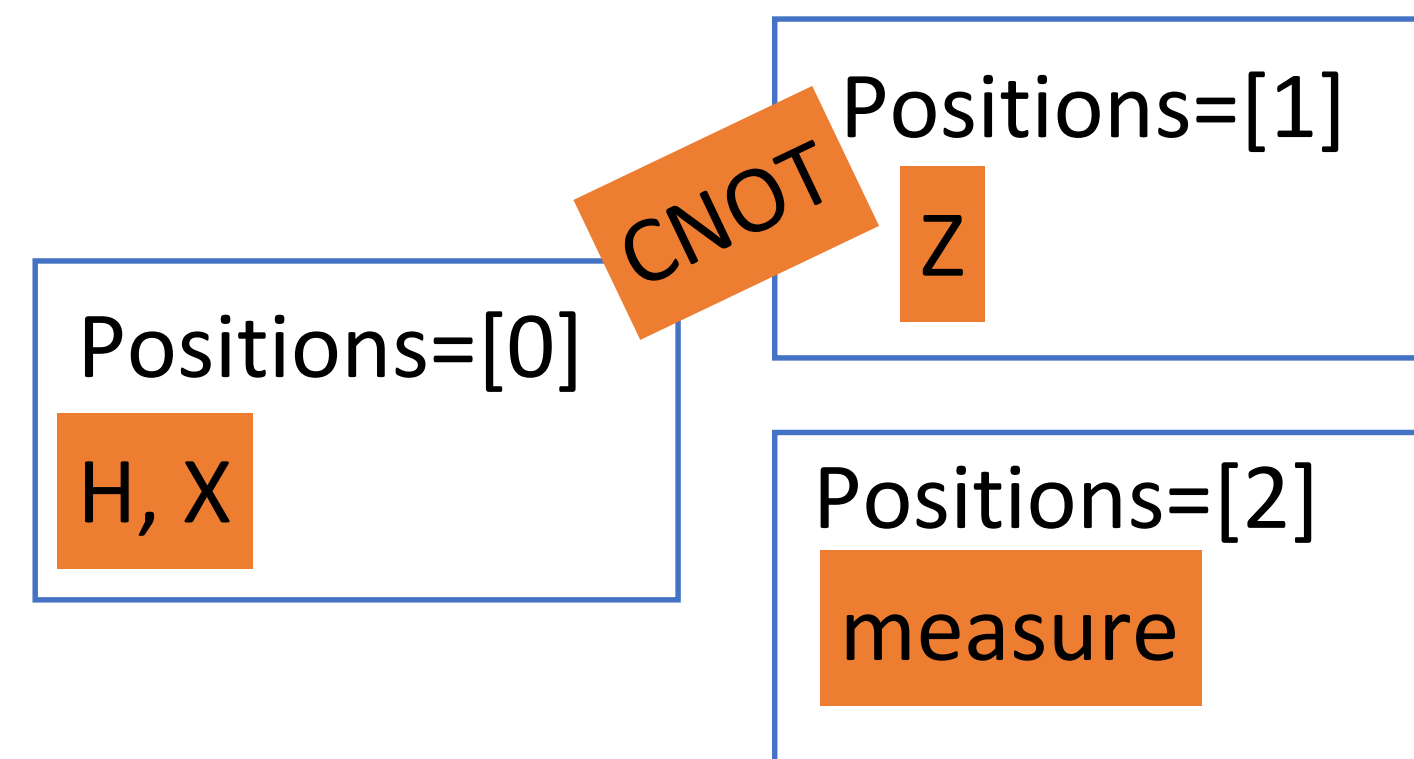 Positions=[0]
H, X
CNOT
Positions=[1]
Z
Positions=[2]
measure